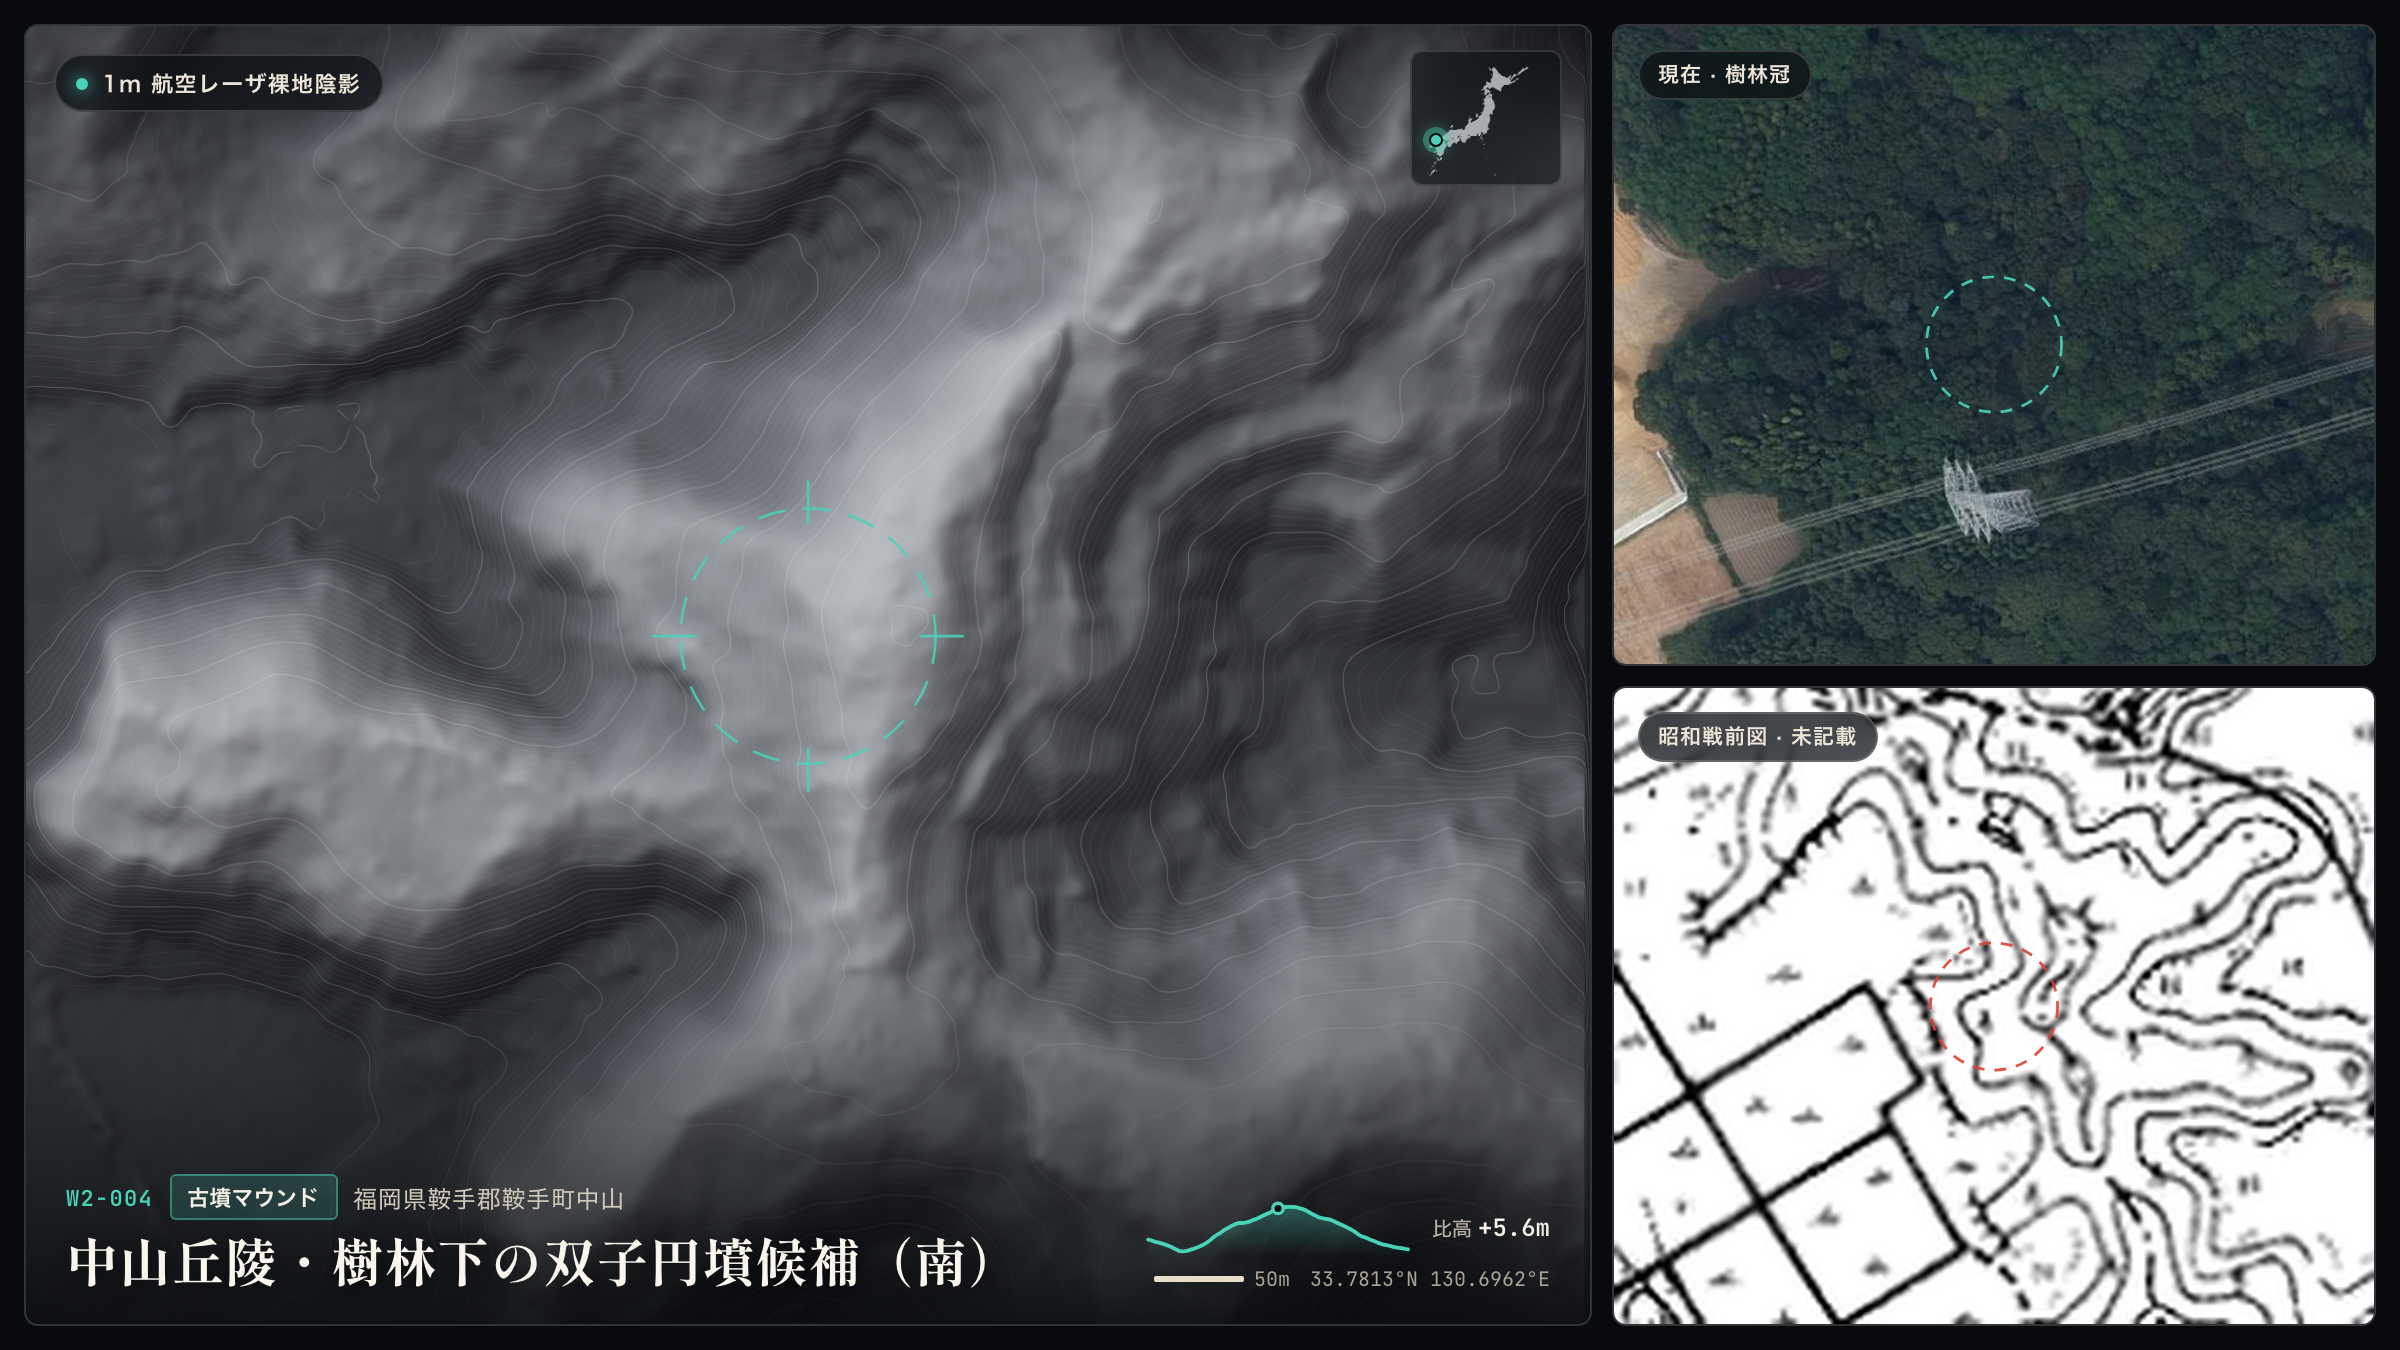 1m 航空レーザ裸地陰影
現在 · 樹林冠
昭和戦前図 · 未記載
W2-004 古墳マウンド 福岡県鞍手郡鞍手町中山
中山丘陵・樹林下の双子円墳候補（南）
比高 +5.6m
50m 33.7813°N 130.6962°E